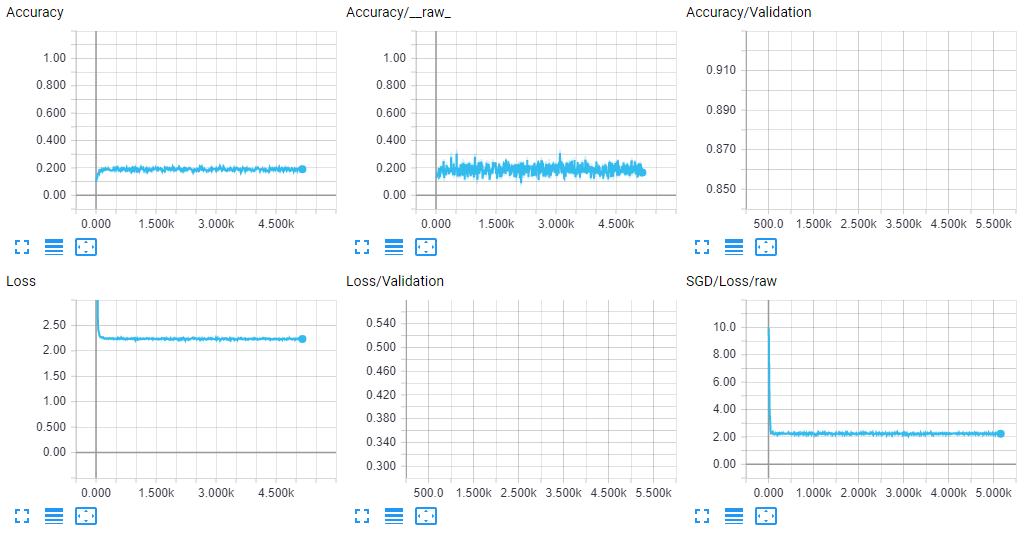 Accuracy
1.00
0.800
0.600
0.400
0.200
0.00
0.000 1.500k 3.000k 4.500k
Accuracy/__raw_
1.00
0.800
0.600
0.400
0.200
0.00
0.000 1.500k 3.000k 4.500k
Accuracy/Validation
0.910
0.890
0.870
0.850
500.0 1.500k 2.500k 3.500k 4.500k 5.500k
Loss
2.50
2.00
1.50
1.00
0.500
0.00
0.000 1.500k 3.000k 4.500k
Loss/Validation
0.540
0.500
0.460
0.420
0.380
0.340
0.300
500.0 1.500k 2.500k 3.500k 4.500k 5.500k
SGD/Loss/raw
10.0
8.00
6.00
4.00
2.00
0.00
0.000 1.000k 2.000k 3.000k 4.000k 5.000k